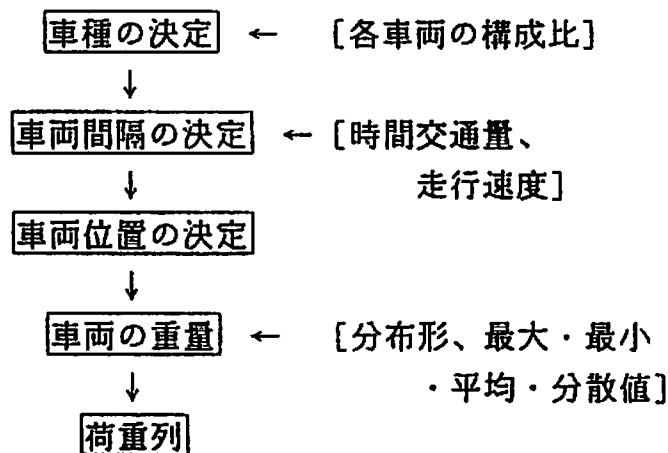 車種の決定 ← [各車両の構成比]
↓
車両間隔の決定 ← [時間交通量、
走行速度]
↓
車両位置の決定
↓
車両の重量 ← [分布形、最大・最小
・平均・分散値]
↓
荷重列